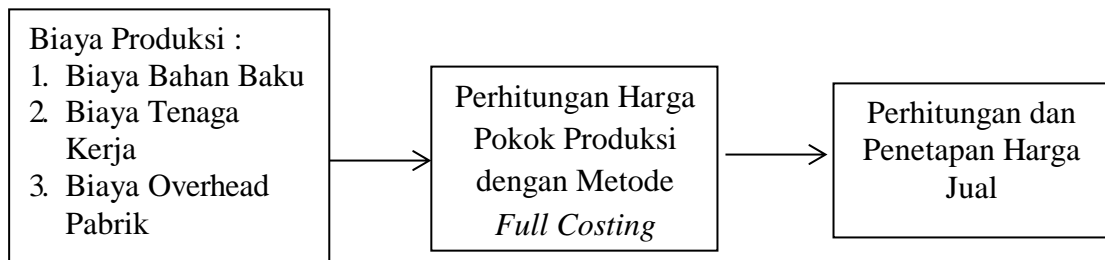 Biaya Produksi :
1. Biaya Bahan Baku
2. Biaya Tenaga
Kerja
3. Biaya Overhead
Pabrik
Perhitungan Harga
Pokok Produksi
dengan Metode
Full Costing
Perhitungan dan
Penetapan Harga
Jual